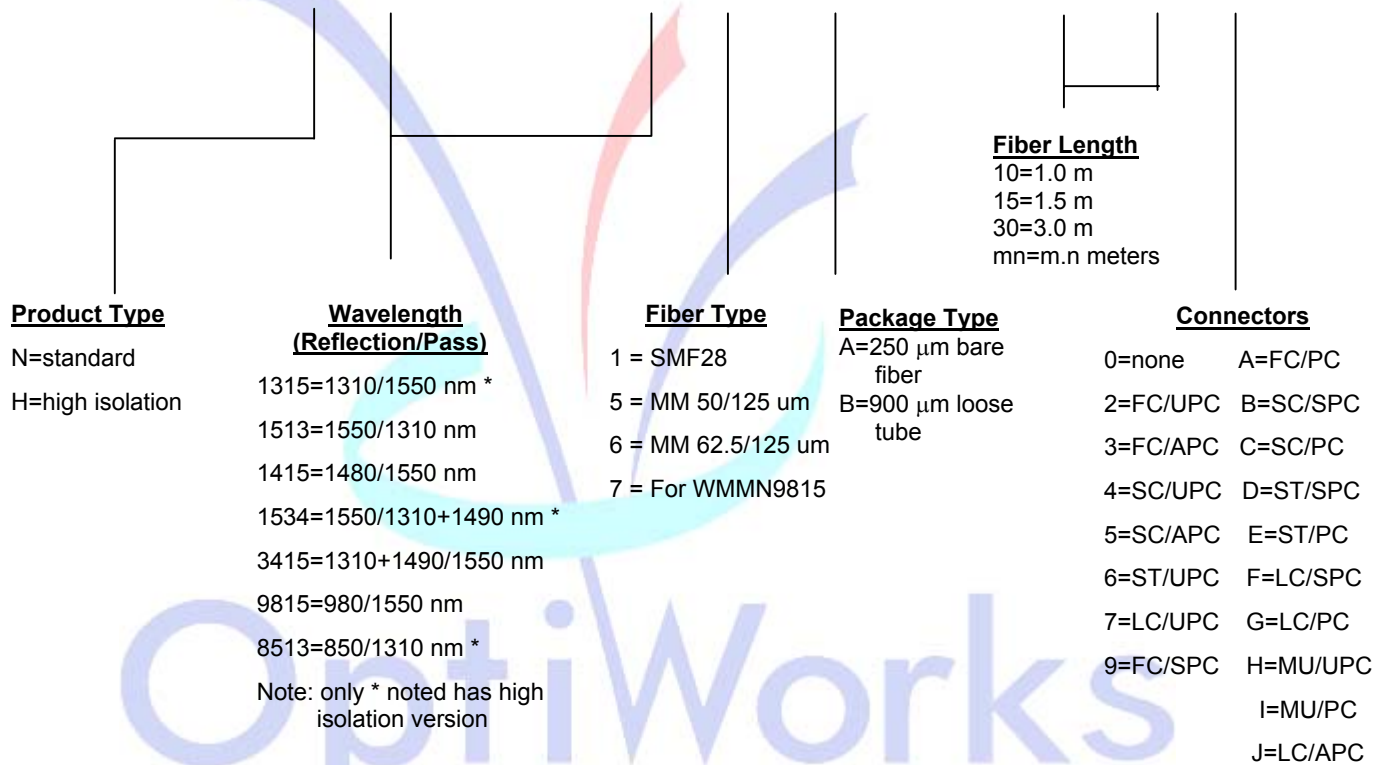 Fiber Length
10=1.0 m
15=1.5 m
30=3.0 m
mn=m.n meters
Product Type
N=standard
H=high isolation
Wavelength
(Reflection/Pass)
1315=1310/1550 nm *
1513=1550/1310 nm
1415=1480/1550 nm
1534=1550/1310+1490 nm *
3415=1310+1490/1550 nm
9815=980/1550 nm
8513=850/1310 nm *
Note: only * noted has high
isolation version
Fiber Type
1 = SMF28
5 = MM 50/125 um
6 = MM 62.5/125 um
7 = For WMMN9815
Package Type
A=250 μm bare
fiber
B=900 μm loose
tube
Connectors
0=none A=FC/PC
2=FC/UPC B=SC/SPC
3=FC/APC C=SC/PC
4=SC/UPC D=ST/SPC
5=SC/APC E=ST/PC
6=ST/UPC F=LC/SPC
7=LC/UPC G=LC/PC
9=FC/SPC H=MU/UPC
I=MU/PC
J=LC/APC
OptiWorks